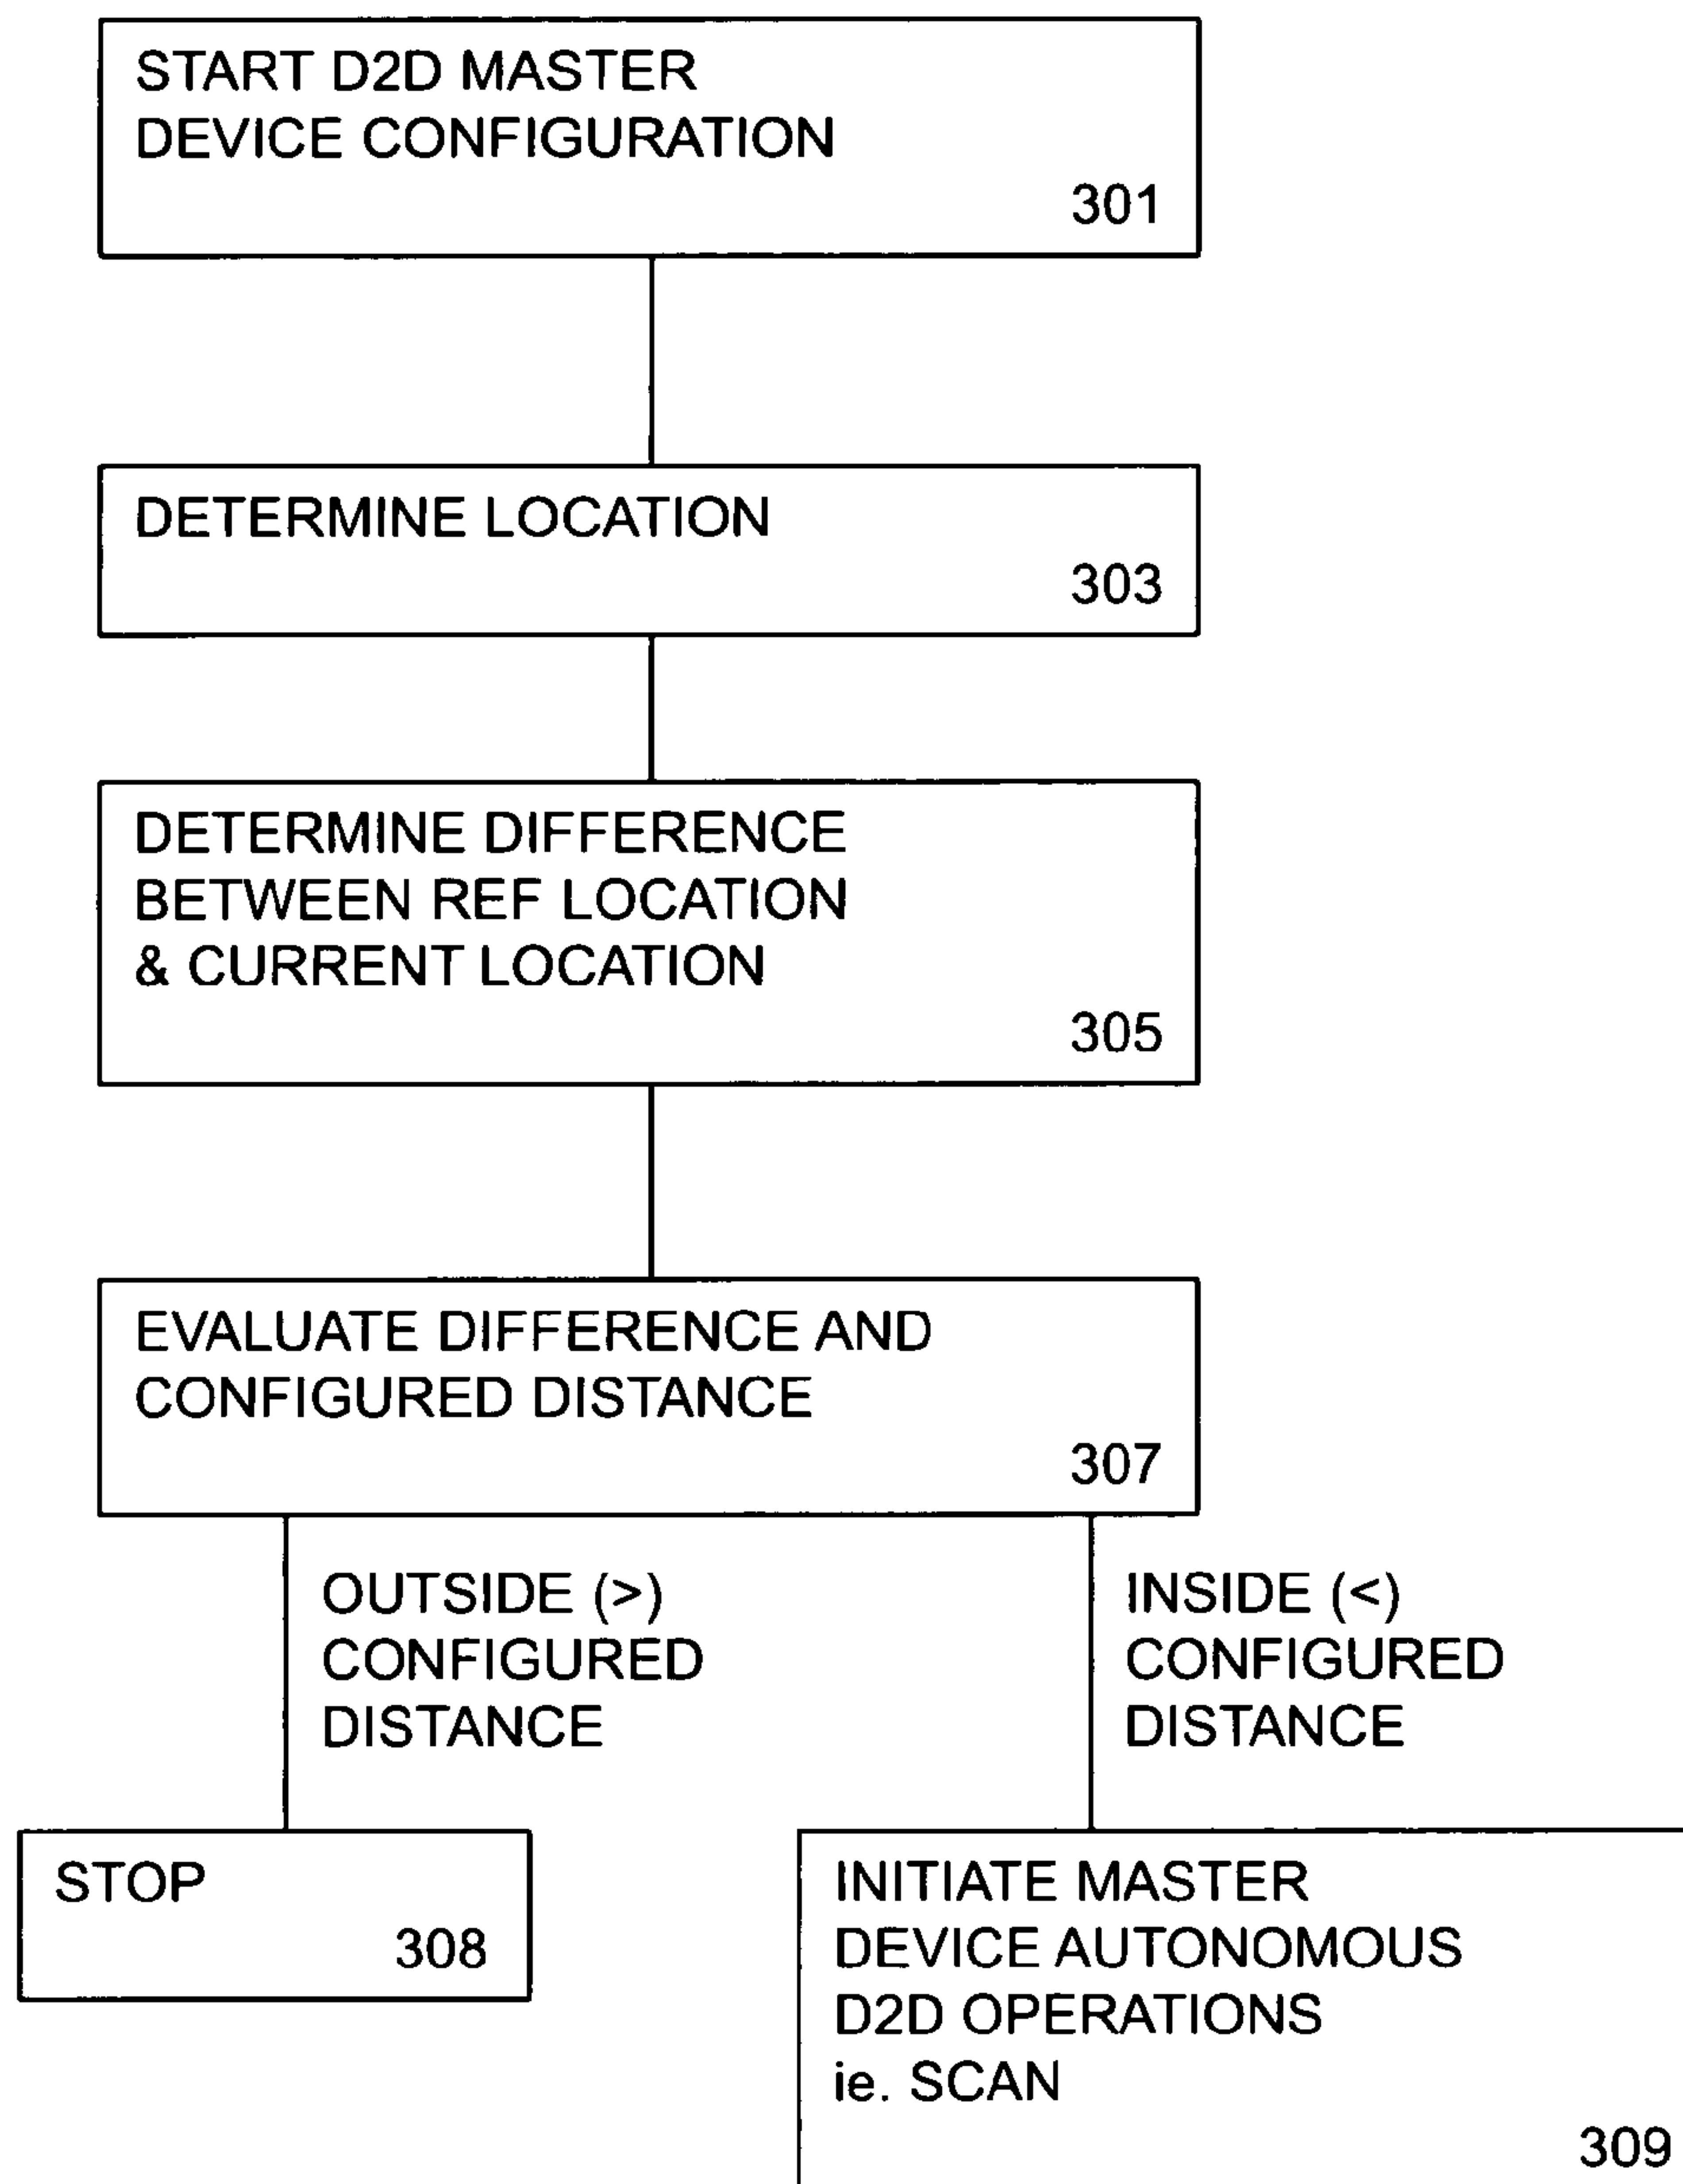 START D2D MASTER
DEVICE CONFIGURATION
301
DETERMINE LOCATION
303
DETERMINE DIFFERENCE
BETWEEN REF LOCATION
& CURRENT LOCATION
305
EVALUATE DIFFERENCE AND
CONFIGURED DISTANCE
307
OUTSIDE (>)
CONFIGURED
DISTANCE
INSIDE (<)
CONFIGURED
DISTANCE
STOP
308
INITIATE MASTER
DEVICE AUTONOMOUS
D2D OPERATIONS
ie. SCAN
309